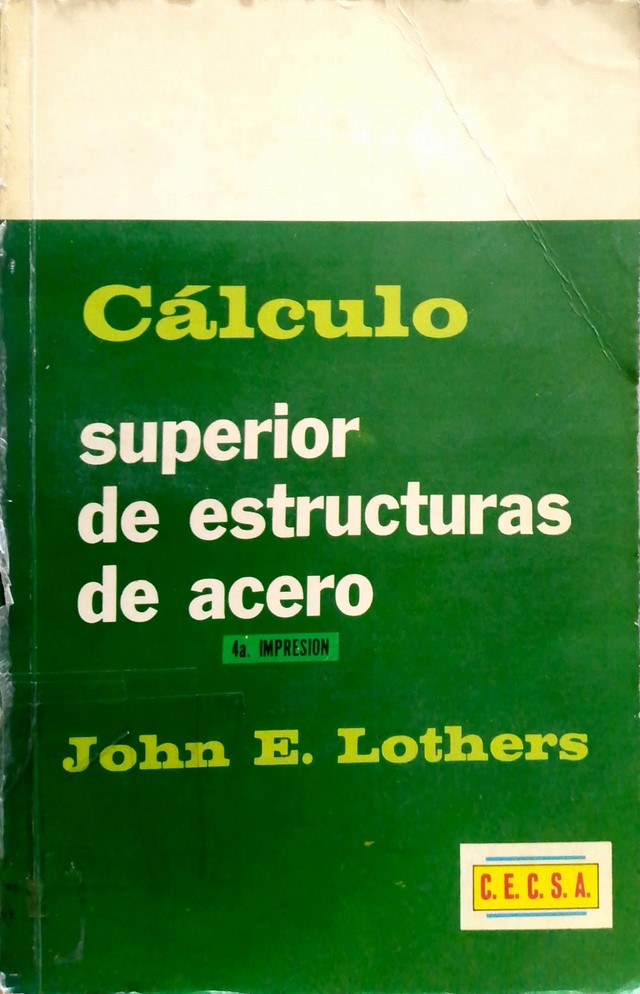 Cálculo
superior
de estructuras
de acero
4a. IMPRESION
John E. Lothers
C. E. C. S. A.